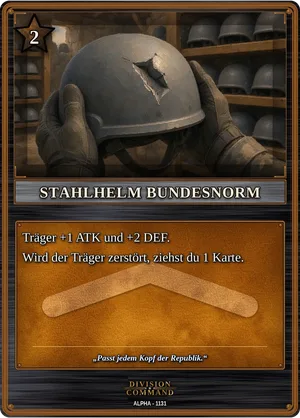 2
STAHLHELM BUNDESNORM
Träger +1 ATK und +2 DEF.
Wird der Träger zerstört, ziehst du 1 Karte.
„Passt jedem Kopf der Republik.“
DIVISION
COMMAND
ALPHA - 1131